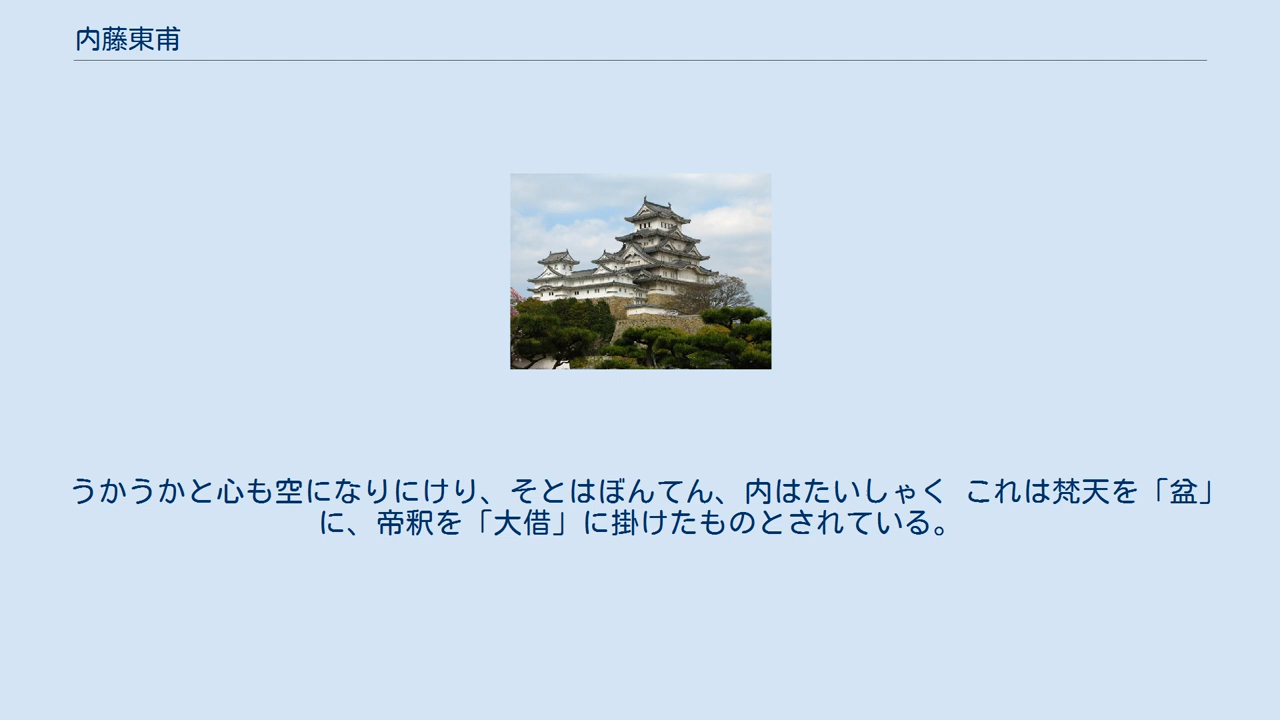 内藤東甫
うかうかと心も空になりにけり、そとはぼんてん、内はたいしゃく これは梵天を「盆」
に、帝釈を「大借」に掛けたものとされている。